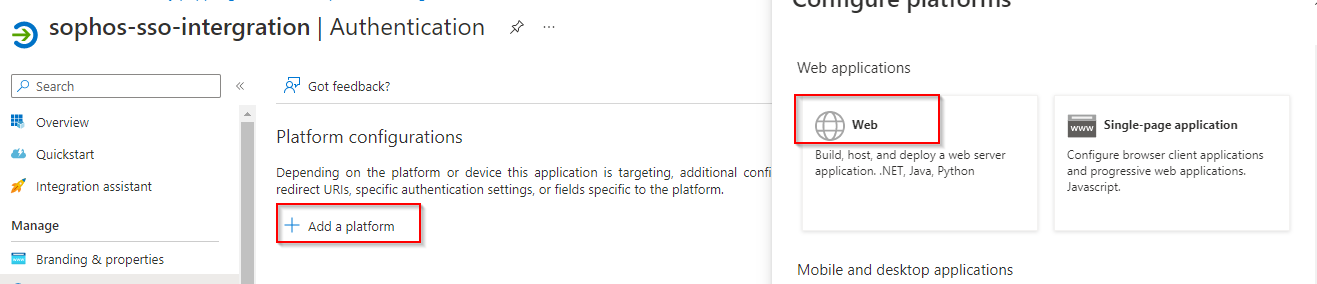 sophos-sso-intergration | Authentication
Search
Got feedback?
Overview
Quickstart
Integration assistant
Manage
Branding & properties
Platform configurations
Depending on the platform or device this application is targeting, additional confi
redirect URIs, specific authentication settings, or fields specific to the platform.
Add a platform
Configure platforms
Web applications
Web
Build, host, and deploy a web server
application. .NET, Java, Python
www Single-page application
Configure browser client applications
and progressive web applications.
Javascript.
Mobile and desktop applications